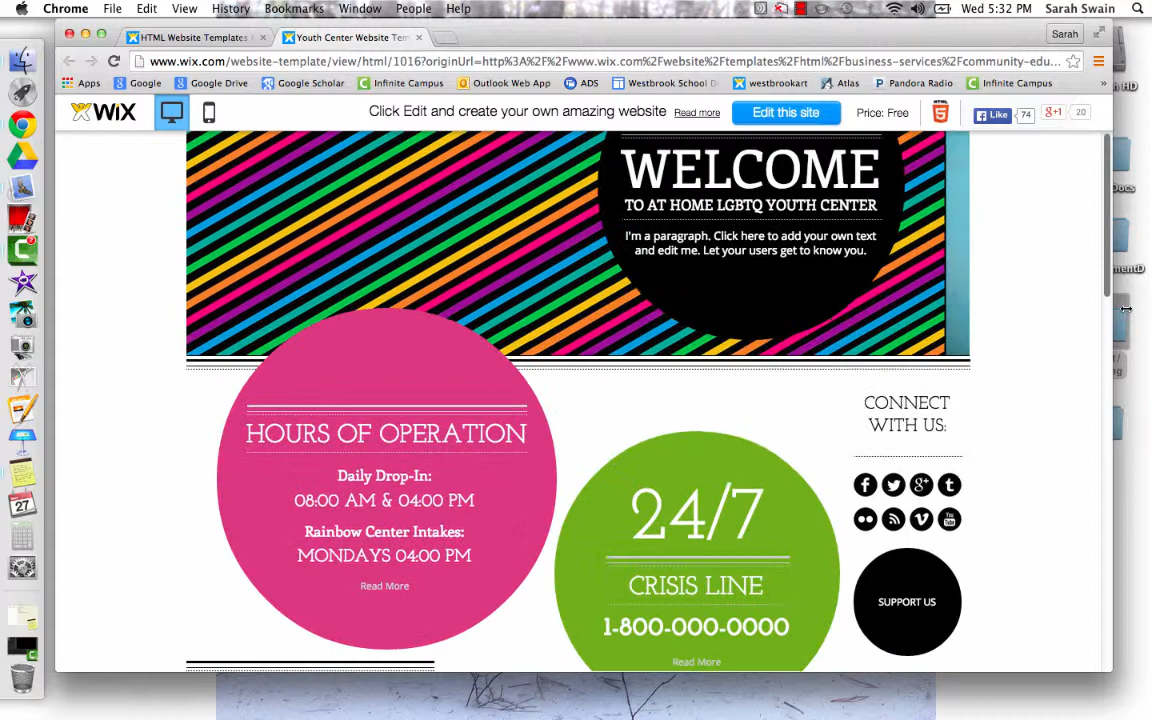 Chrome File Edit View History Bookmarks Window People Help Wed 5:32 PM Sarah Swain
HTML Website Templates Youth Center Website Tem Sarah
www.wix.com/website-template/view/html/1016?originUrl=http%3A%2F%2Fwww.wix.com%2Fwebsite%2Ftemplates%2Fhtml%2Fbusiness-services%2Fcommunity-edu...
Apps Google Google Drive Google Scholar Infinite Campus Outlook Web App ADS Westbrook School D westbrookart Atlas Pandora Radio Infinite Campus »
WiX Click Edit and create your own amazing website Read more Edit this site Price: Free Like 74 +1 20
WELCOME
TO AT HOME LGBTQ YOUTH CENTER
I'm a paragraph. Click here to add your own text
and edit me. Let your users get to know you.
HOURS OF OPERATION
Daily Drop-In:
08:00 AM & 04:00 PM
Rainbow Center Intakes:
MONDAYS 04:00 PM
Read More
24/7
CRISIS LINE
1-800-000-0000
Read More
CONNECT
WITH US:
SUPPORT US
HD
Docs
mentD
27